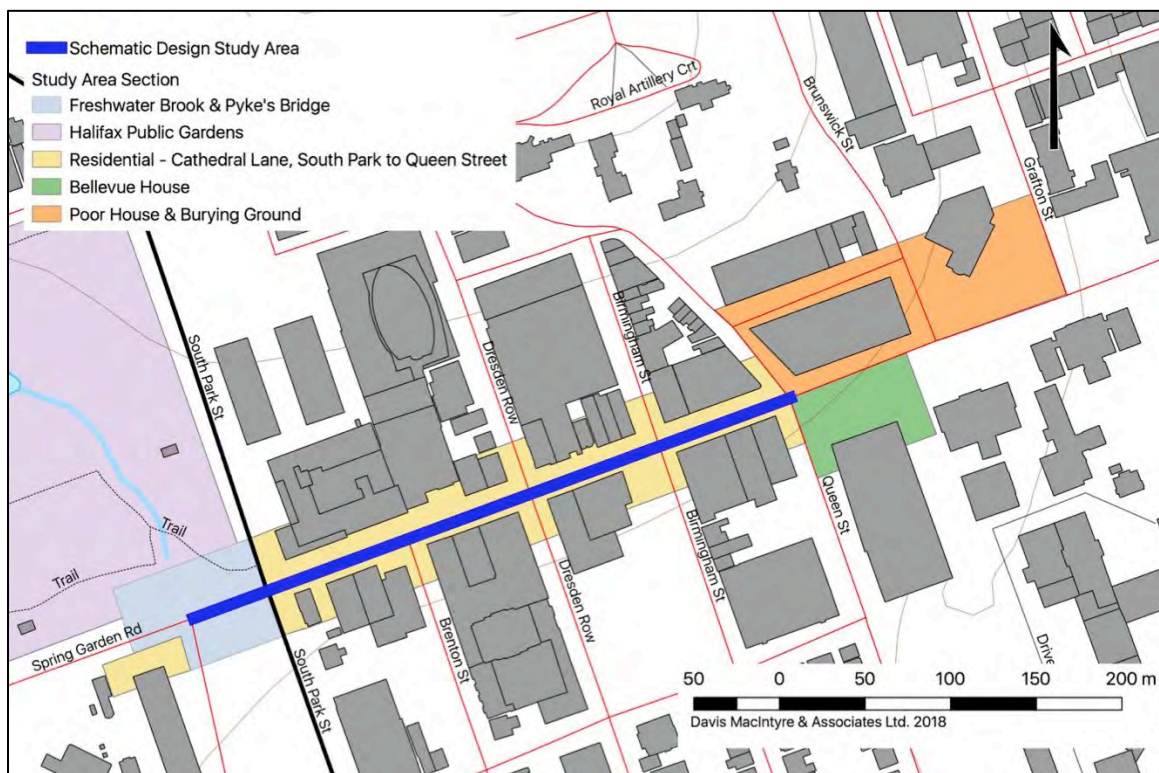 Schematic Design Study Area
Study Area Section
Freshwater Brook & Pyke's Bridge
Halifax Public Gardens
Residential - Cathedral Lane, South Park to Queen Street
Bellevue House
Poor House & Burying Ground
Royal Artillery Crt
Brunswick St
Grafton St
South Park St
Dresden Row
Birmingham St
Trail
Trail
Spring Garden Rd
South Park St
Brenton St
Dresden Row
Birmingham St
Queen St
Drive
50 0 50 100 150 200 m
Davis MacIntyre & Associates Ltd. 2018